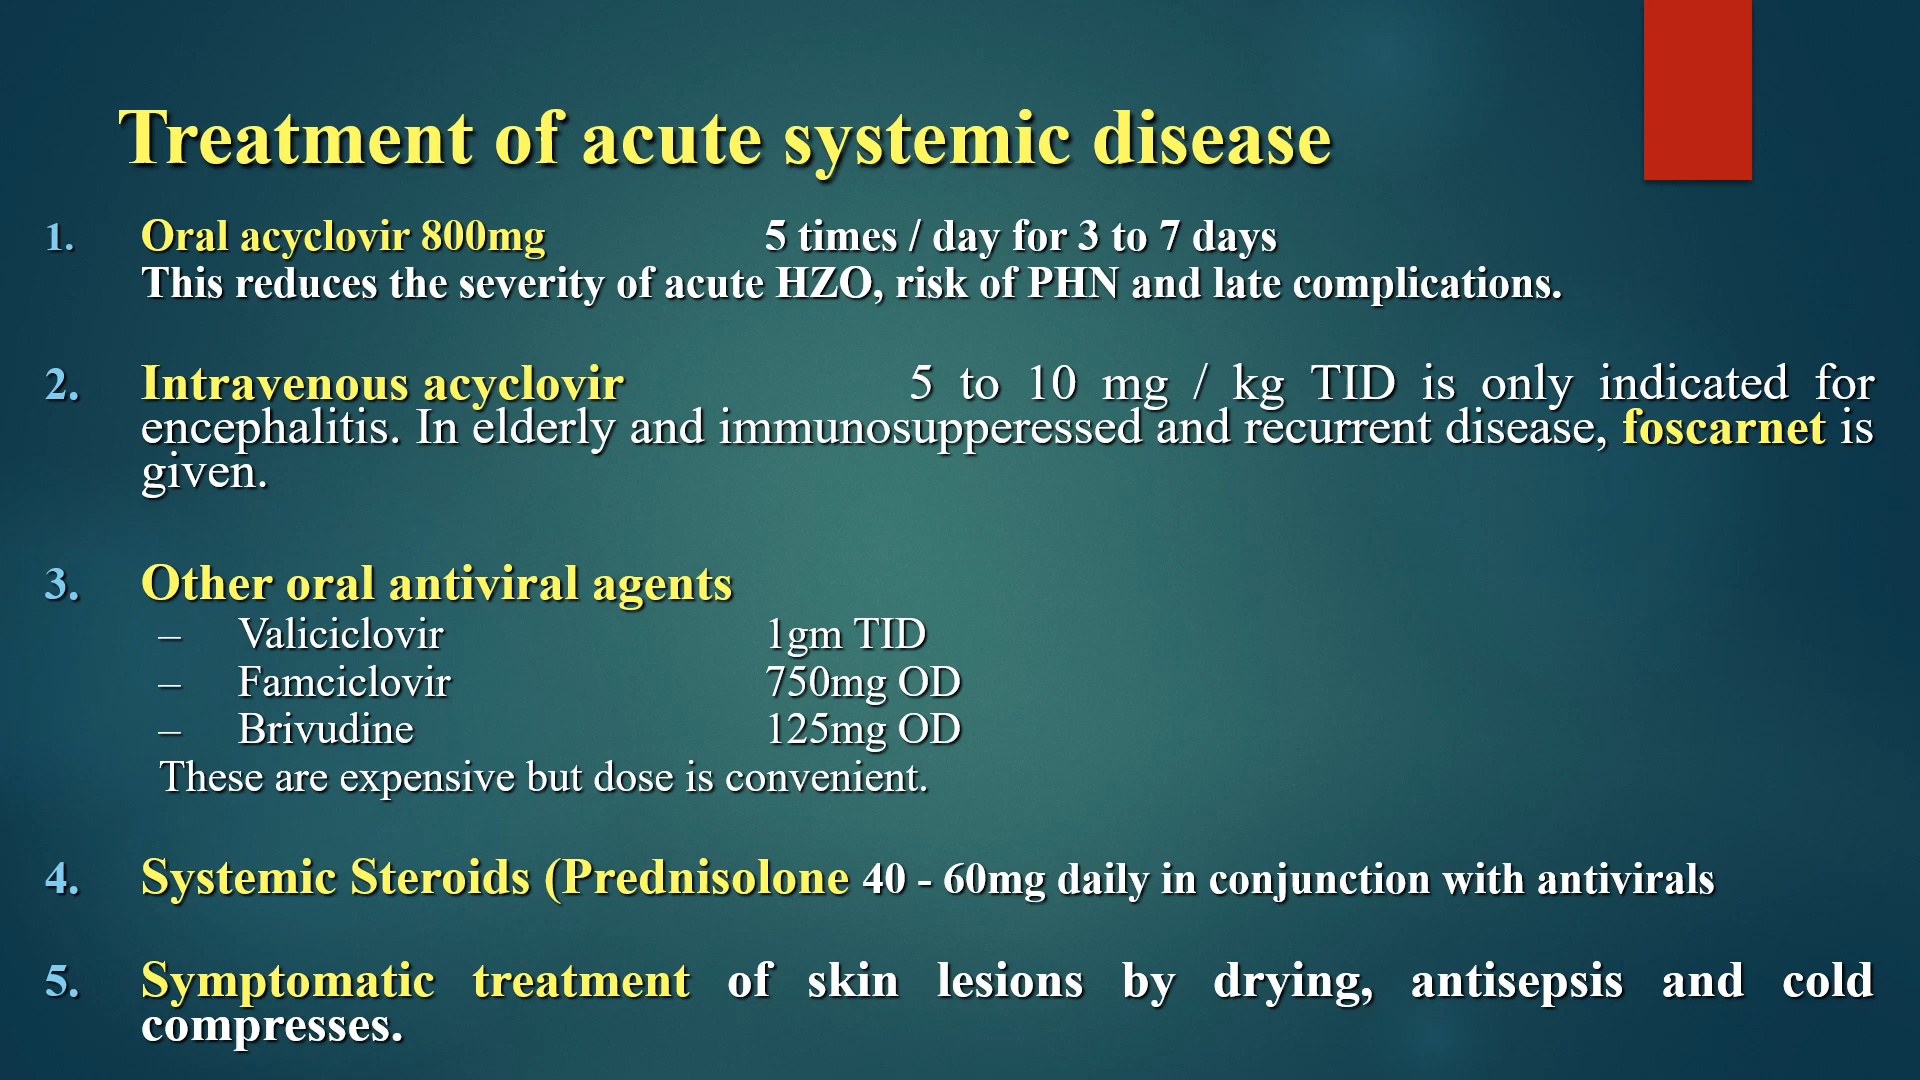 Treatment of acute systemic disease
1. Oral acyclovir 800mg 5 times / day for 3 to 7 days
This reduces the severity of acute HZO, risk of PHN and late complications.
2. Intravenous acyclovir 5 to 10 mg / kg TID is only indicated for
encephalitis. In elderly and immunosupperessed and recurrent disease, foscarnet is
given.
3. Other oral antiviral agents
– Valiciclovir 1gm TID
– Famciclovir 750mg OD
– Brivudine 125mg OD
These are expensive but dose is convenient.
4. Systemic Steroids (Prednisolone 40 - 60mg daily in conjunction with antivirals
5. Symptomatic treatment of skin lesions by drying, antisepsis and cold
compresses.